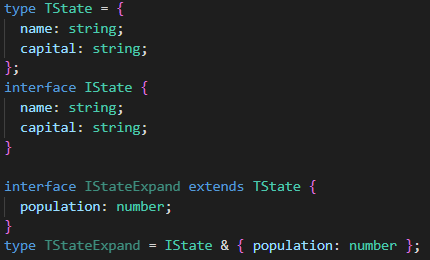 type TState = {
  name: string;
  capital: string;
};
interface IState {
  name: string;
  capital: string;
}

interface IStateExpand extends TState {
  population: number;
}
type TStateExpand = IState & { population: number };